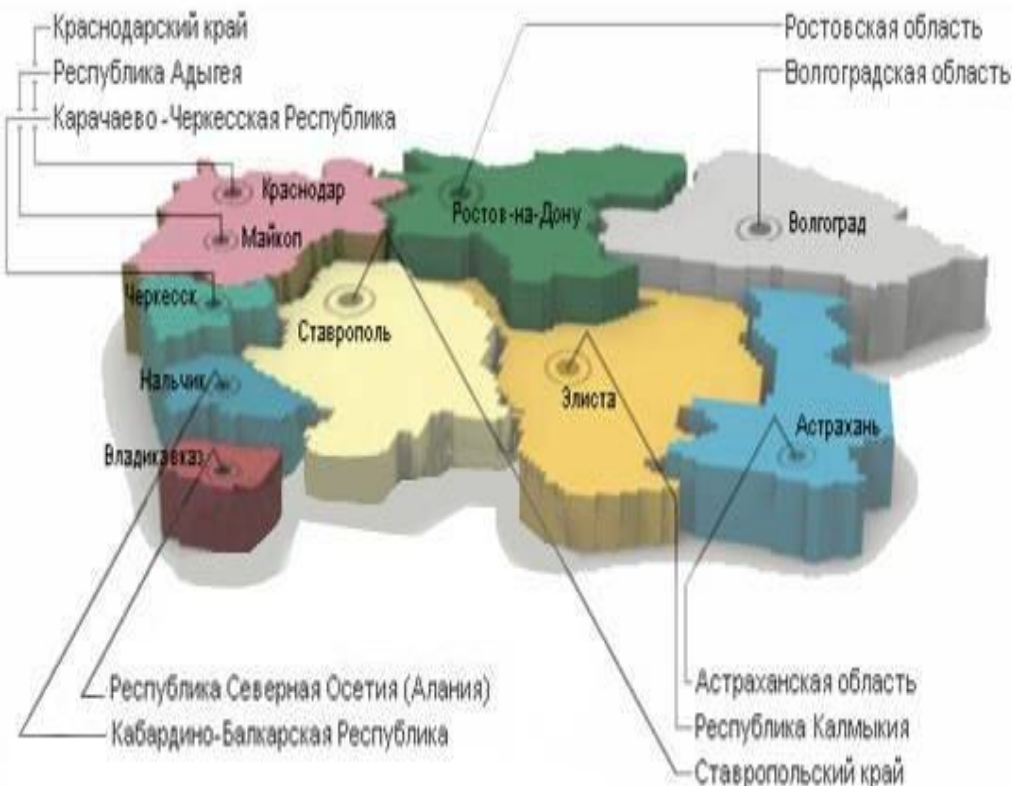 Краснодарский край
Республика Адыгея
Карачаево -Черкесская Республика
Ростовская область
Волгоградская область
Краснодар
Майкоп
Ростов-на-Дону
Волгоград
Черкесск
Ставрополь
Нальчик
Элиста
Астрахань
Владикавказ
Республика Северная Осетия (Алания)
Кабардино-Балкарская Республика
Астраханская область
Республика Калмыкия
Ставропольский край